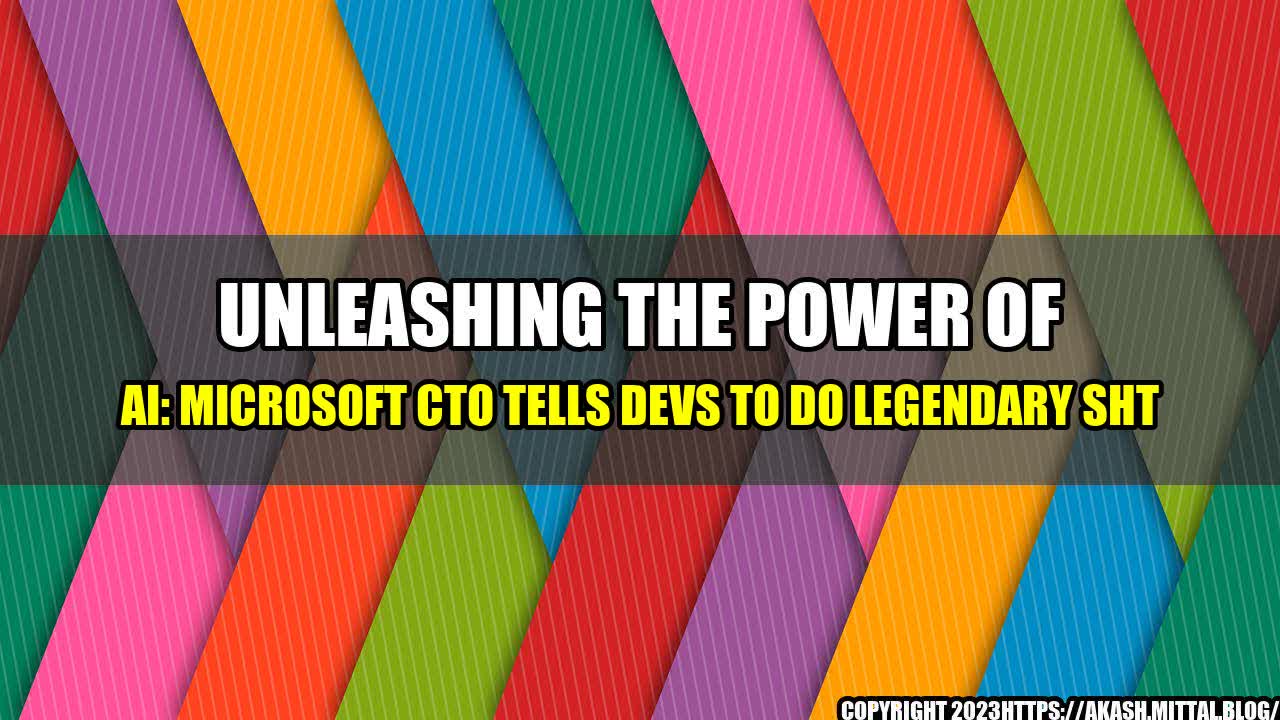 UNLEASHING THE POWER OF
AI: MICROSOFT CTO TELLS DEVS TO DO LEGENDARY SHT
COPYRIGHT 2023HTTPS://AKASH.MITTAL.BLOG/